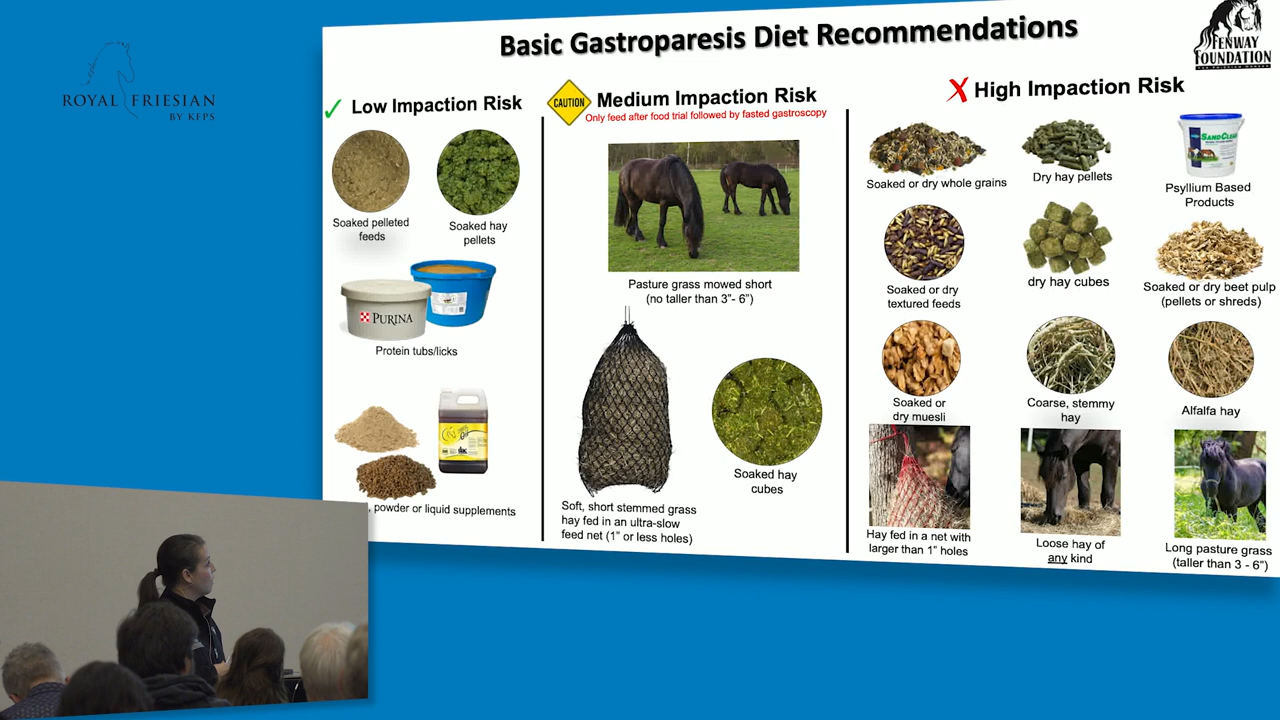 ROYAL FRIESIAN
BY KFPS
Basic Gastroparesis Diet Recommendations
FENWAY
FOUNDATION
Low Impaction Risk
Soaked pelleted
feeds
Soaked hay
pellets
PURINA
Protein tubs/licks
, powder or liquid supplements
CAUTION
Medium Impaction Risk
Only feed after food trial followed by fasted gastroscopy
Pasture grass mowed short
(no taller than 3"- 6")
Soft, short stemmed grass
hay fed in an ultra-slow
feed net (1" or less holes)
Soaked hay
cubes
High Impaction Risk
Soaked or dry whole grains
Dry hay pellets
SANDCLEAR
Psyllium Based
Products
Soaked or dry
textured feeds
dry hay cubes
Soaked or dry beet pulp
(pellets or shreds)
Soaked or
dry muesli
Coarse, stemmy
hay
Alfalfa hay
Hay fed in a net with
larger than 1" holes
Loose hay of
any kind
Long pasture grass
(taller than 3 - 6")